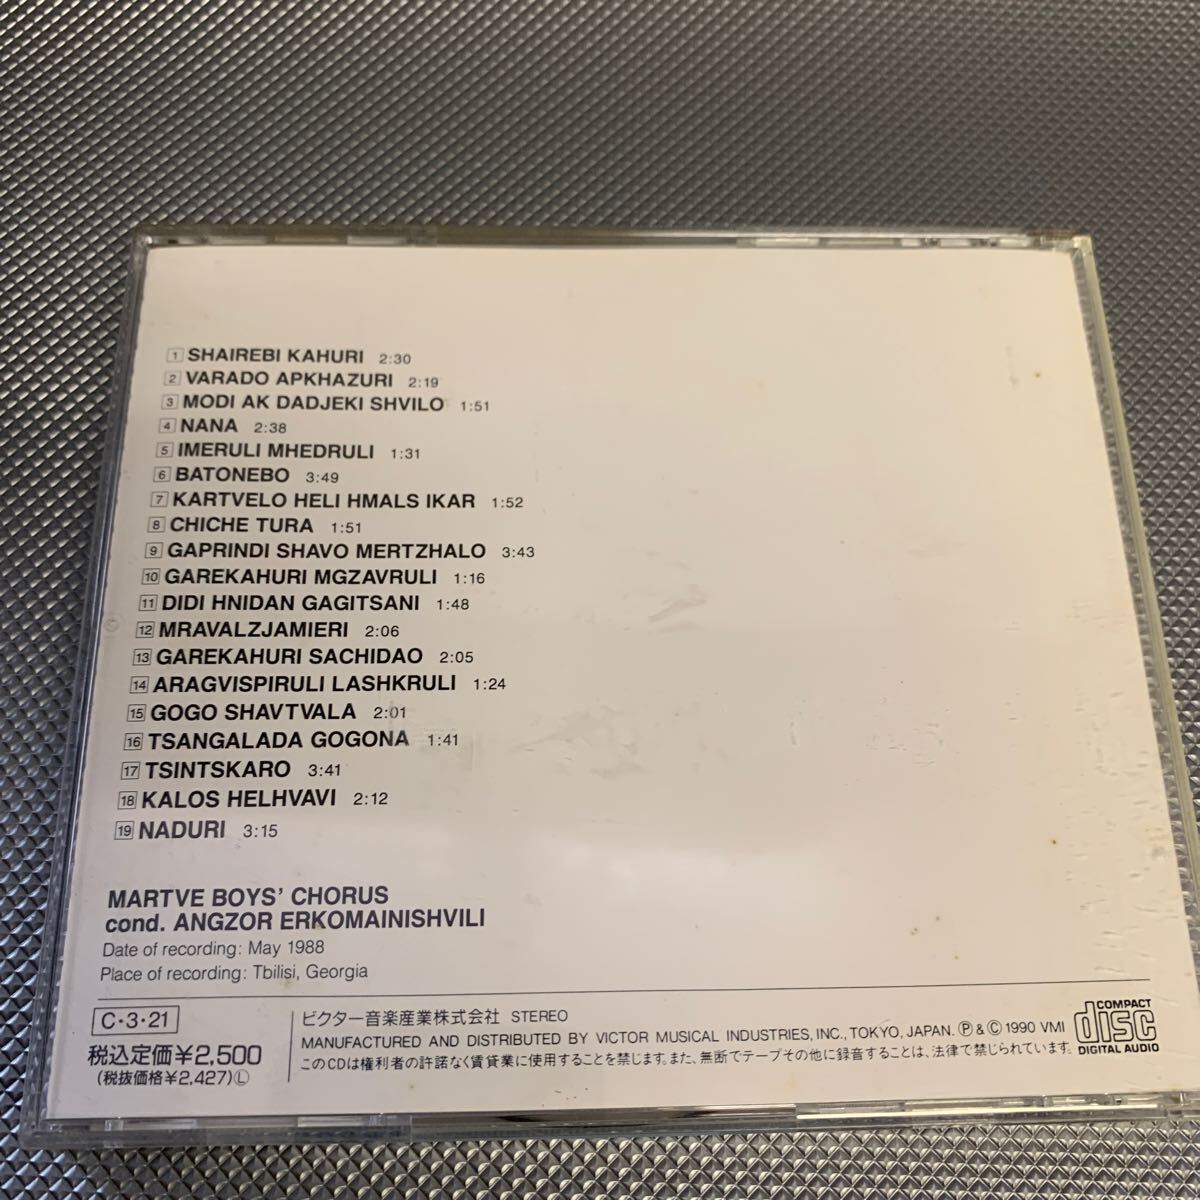 1 SHAIREBI KAHURI 2:30
2 VARADO APKHAZURI 2:19
3 MODI AK DADJEKI SHVILO 1:51
4 NANA 2:38
5 IMERULI MHEDRULI 1:31
6 BATONEBO 3:49
7 KARTVELO HELI HMALS IKAR 1:52
8 CHICHE TURA 1:51
9 GAPRINDI SHAVO MERTZHALO 3:43
10 GAREKAHURI MGZAVRULI 1:16
11 DIDI HNIDAN GAGITSANI 1:48
12 MRAVALZJAMIERI 2:06
13 GAREKAHURI SACHIDAO 2:05
14 ARAGVISPIRULI LASHKRULI 1:24
15 GOGO SHAVTVALA 2:01
16 TSANGALADA GOGONA 1:41
17 TSINTSKARO 3:41
18 KALOS HELHVAVI 2:12
19 NADURI 3:15
MARTVE BOYS' CHORUS
cond. ANGZOR ERKOMAINISHVILI
Date of recording: May 1988
Place of recording: Tbilisi, Georgia
C・3・21
税込定価¥2,500
(税抜価格¥2,427)Ⓛ
ビクター音楽産業株式会社 STEREO
MANUFACTURED AND DISTRIBUTED BY VICTOR MUSICAL INDUSTRIES, INC., TOKYO, JAPAN. Ⓟ&Ⓒ 1990 VMI
このCDは権利者の許諾なく賃貸業に使用することを禁じます。また、無断でテープその他に録音することは、法律で禁じられています。
COMPACT
disc
DIGITAL AUDIO